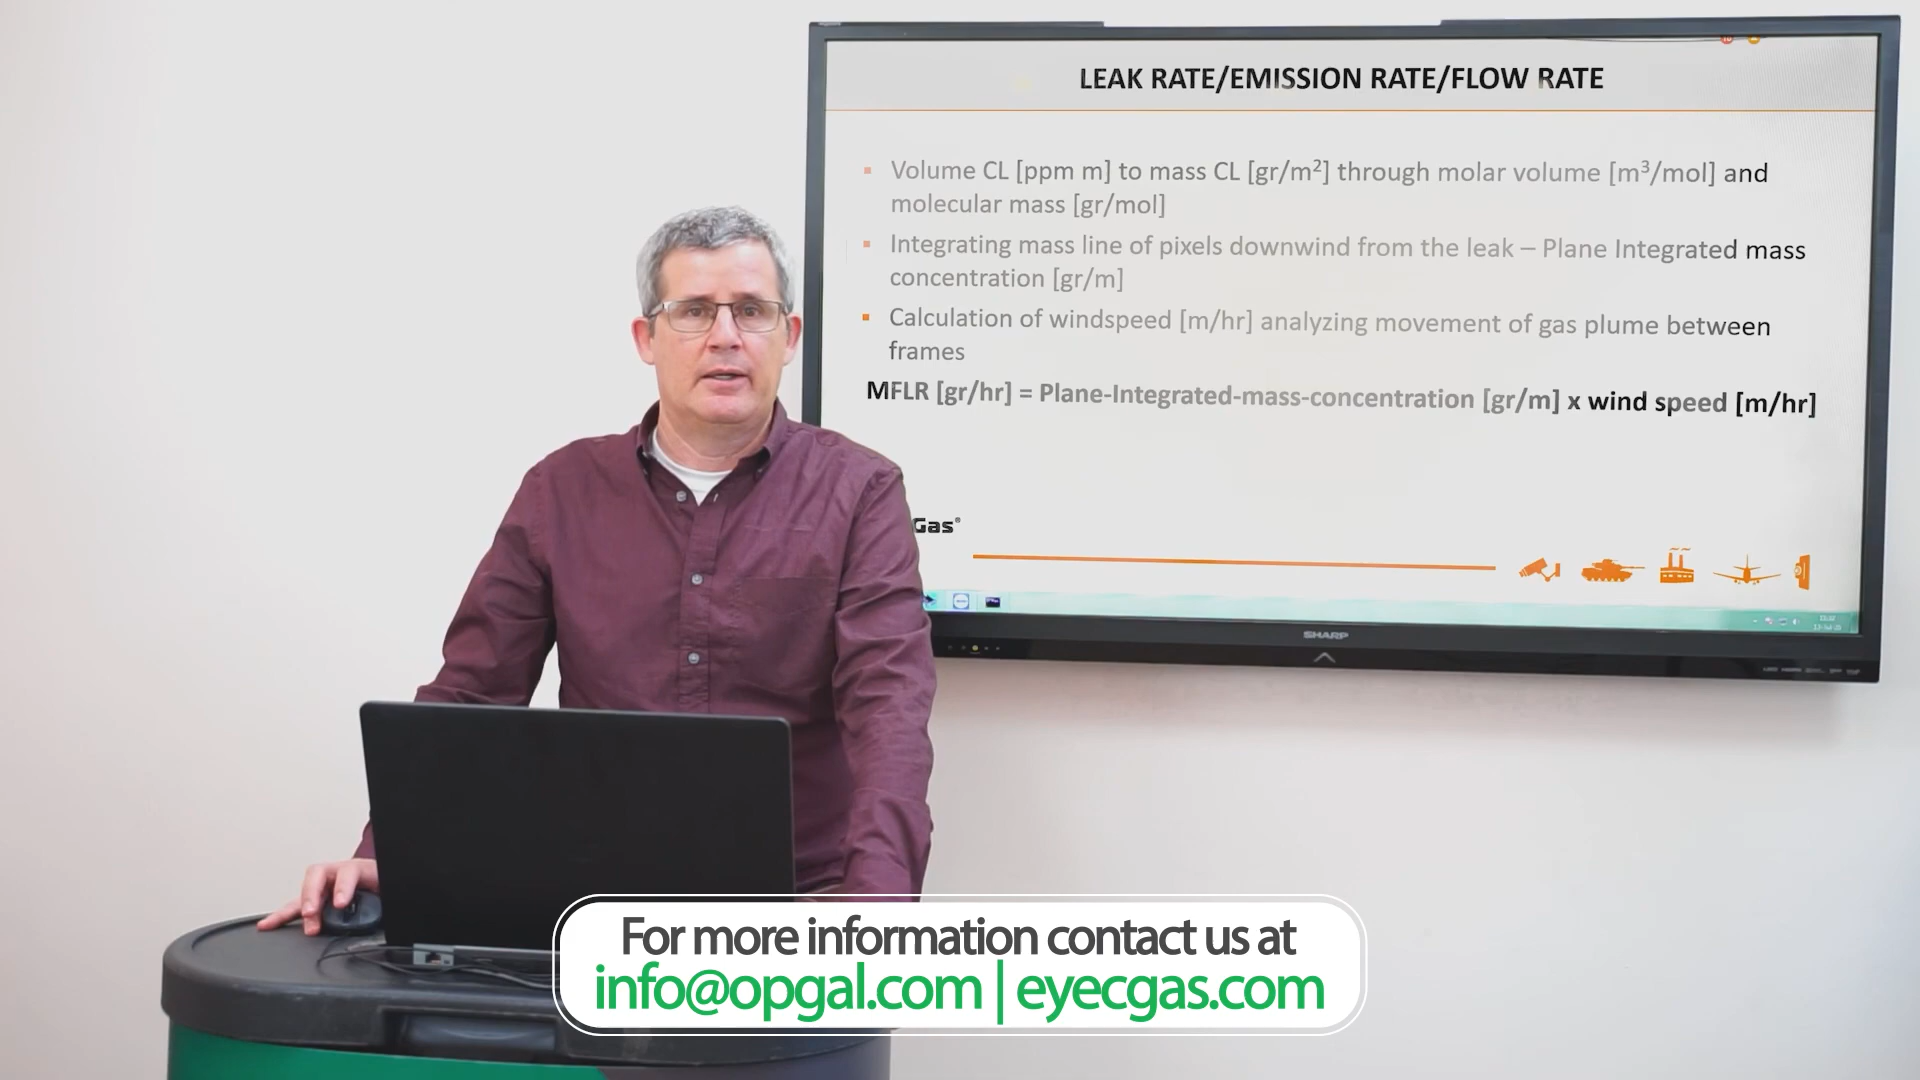 LEAK RATE/EMISSION RATE/FLOW RATE
Volume CL [ppm m] to mass CL [gr/m²] through molar volume [m³/mol] and
molecular mass [gr/mol]
Integrating mass line of pixels downwind from the leak – Plane Integrated mass
concentration [gr/m]
Calculation of windspeed [m/hr] analyzing movement of gas plume between
frames
MFLR [gr/hr] = Plane-Integrated-mass-concentration [gr/m] x wind speed [m/hr]
Gas®
SHARP
For more information contact us at
info@opgal.com | eyecgas.com